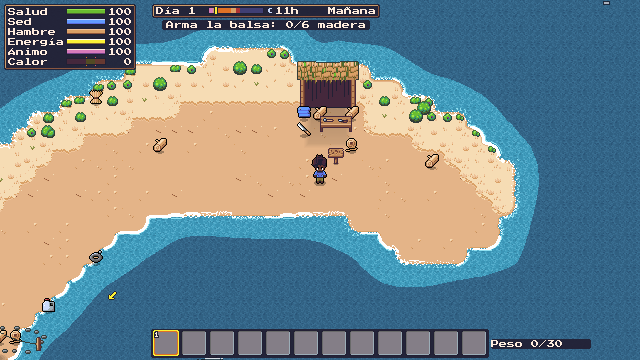 Salud 100
Sed 100
Hambre 100
Energía 100
Ánimo 100
Calor 0
Día 1 11h Mañana
Arma la balsa: 0/6 madera
1
Peso 0/30